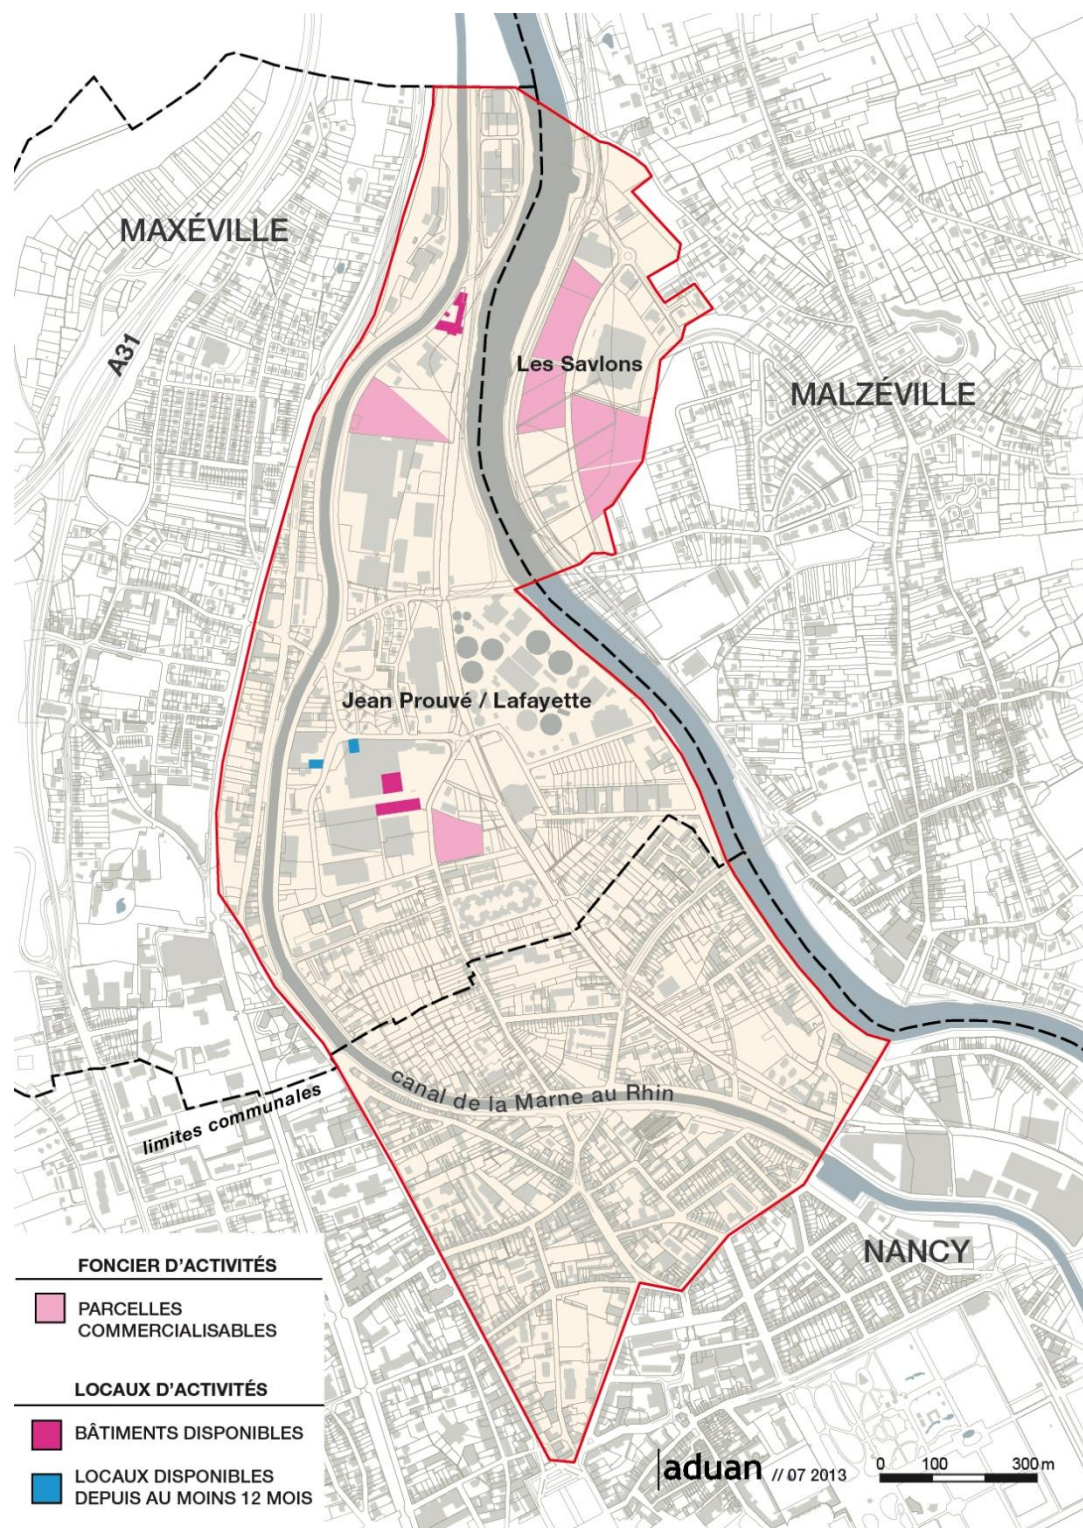 MAXÉVILLE
A31
Les Savlons
MALZÉVILLE
Jean Prouvé / Lafayette
canal de la Marne au Rhin
limites communales
NANCY
FONCIER D'ACTIVITÉS
PARCELLES
COMMERCIALISABLES
LOCAUX D'ACTIVITÉS
BÂTIMENTS DISPONIBLES
LOCAUX DISPONIBLES
DEPUIS AU MOINS 12 MOIS
aduan // 07 2013
0 100 300 m